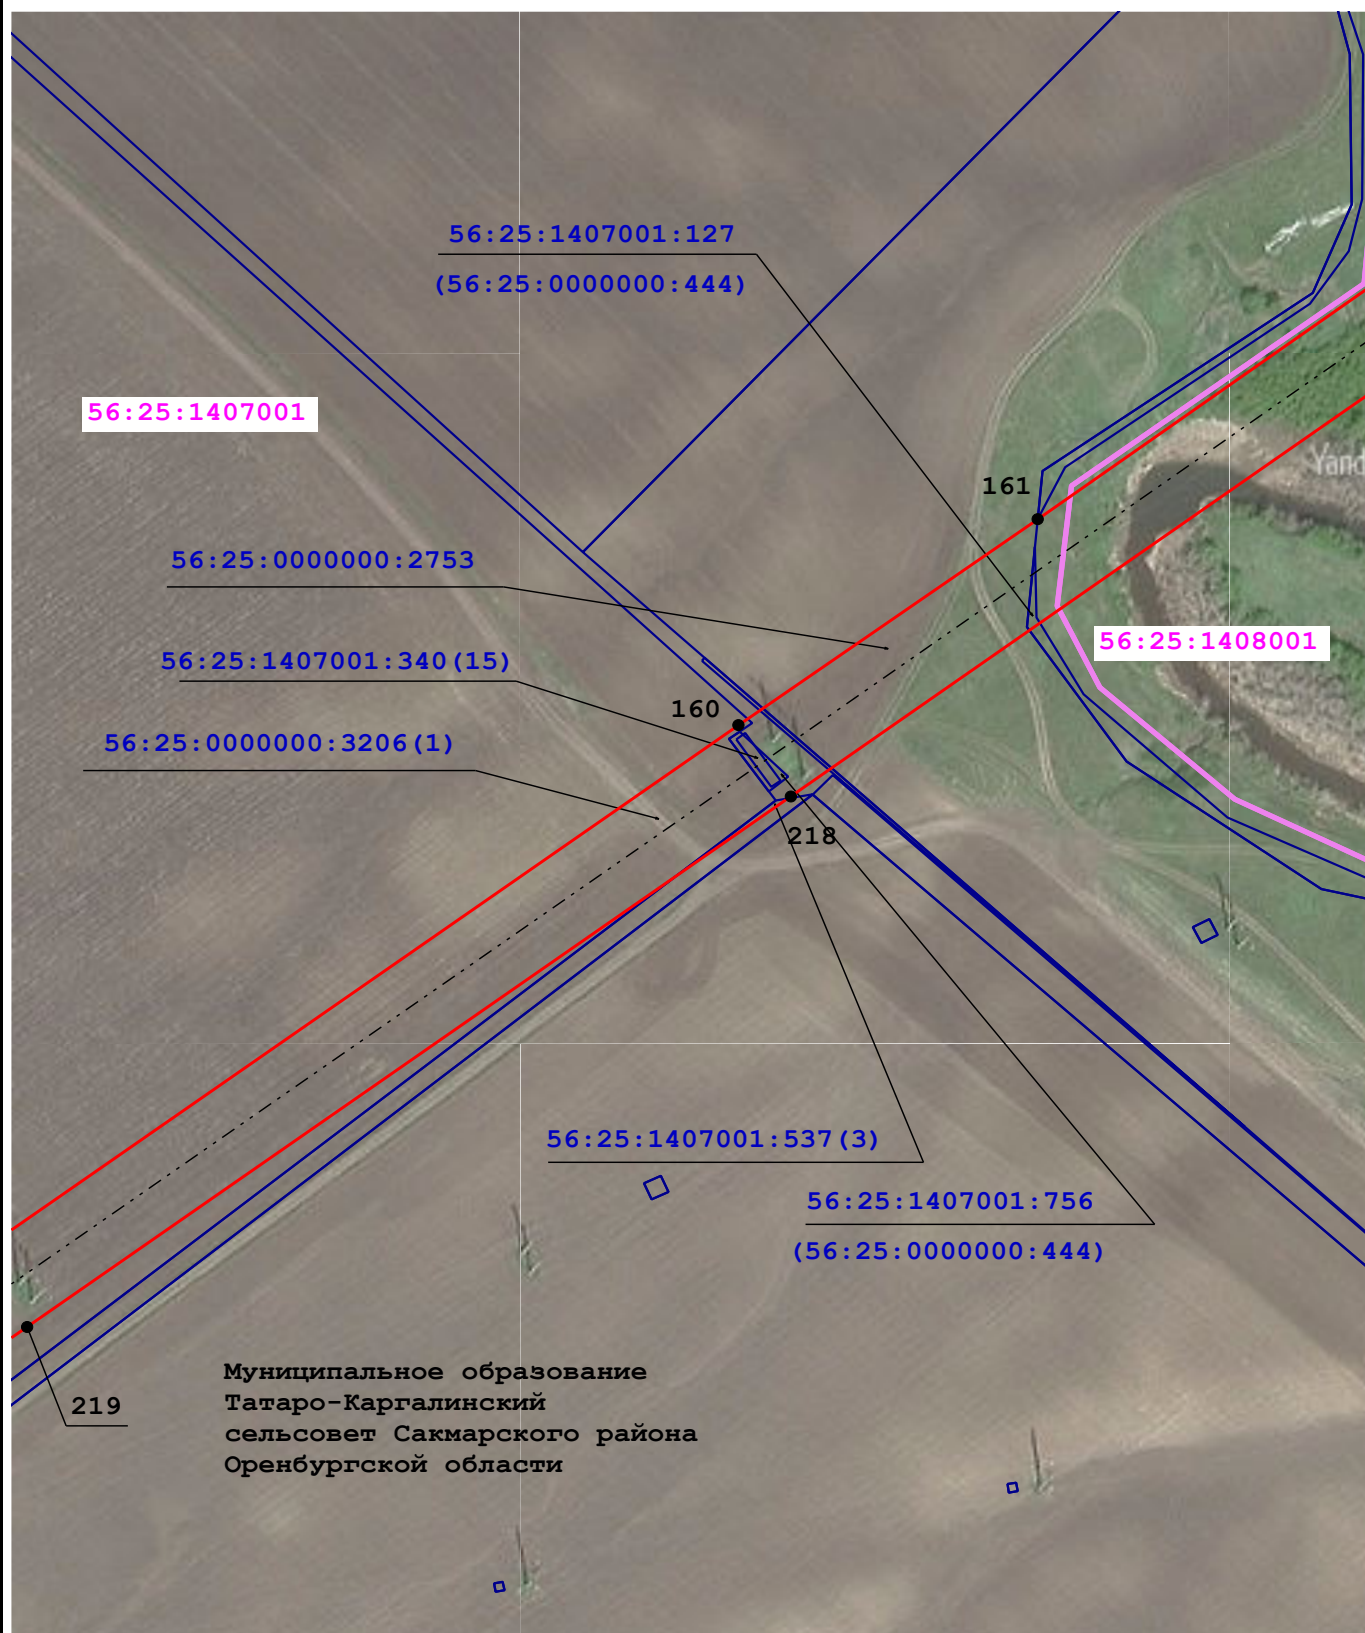 56:25:1407001:127
(56:25:0000000:444)
56:25:1407001
Yand
161
56:25:0000000:2753
56:25:1408001
56:25:1407001:340(15)
160
56:25:0000000:3206(1)
218
56:25:1407001:537(3)
56:25:1407001:756
(56:25:0000000:444)
Муниципальное образование
Татаро-Каргалинский
сельсовет Сакмарского района
Оренбургской области
219